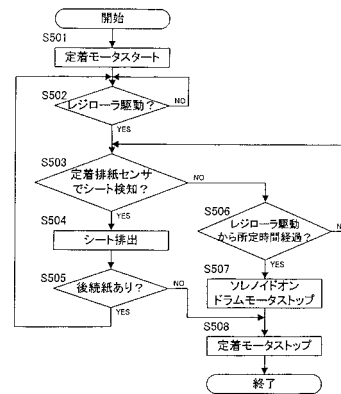 開始
S501
定着モータスタート
S502
レジローラ駆動？
NO
YES
S503
定着排紙センサ
でシート検知？
NO
YES
S504
シート排出
S505
後続紙あり？
NO
YES
S506
レジローラ駆動
から所定時間経過？
YES
S507
ソレノイドオン
ドラムモータストップ
S508
定着モータストップ
終了